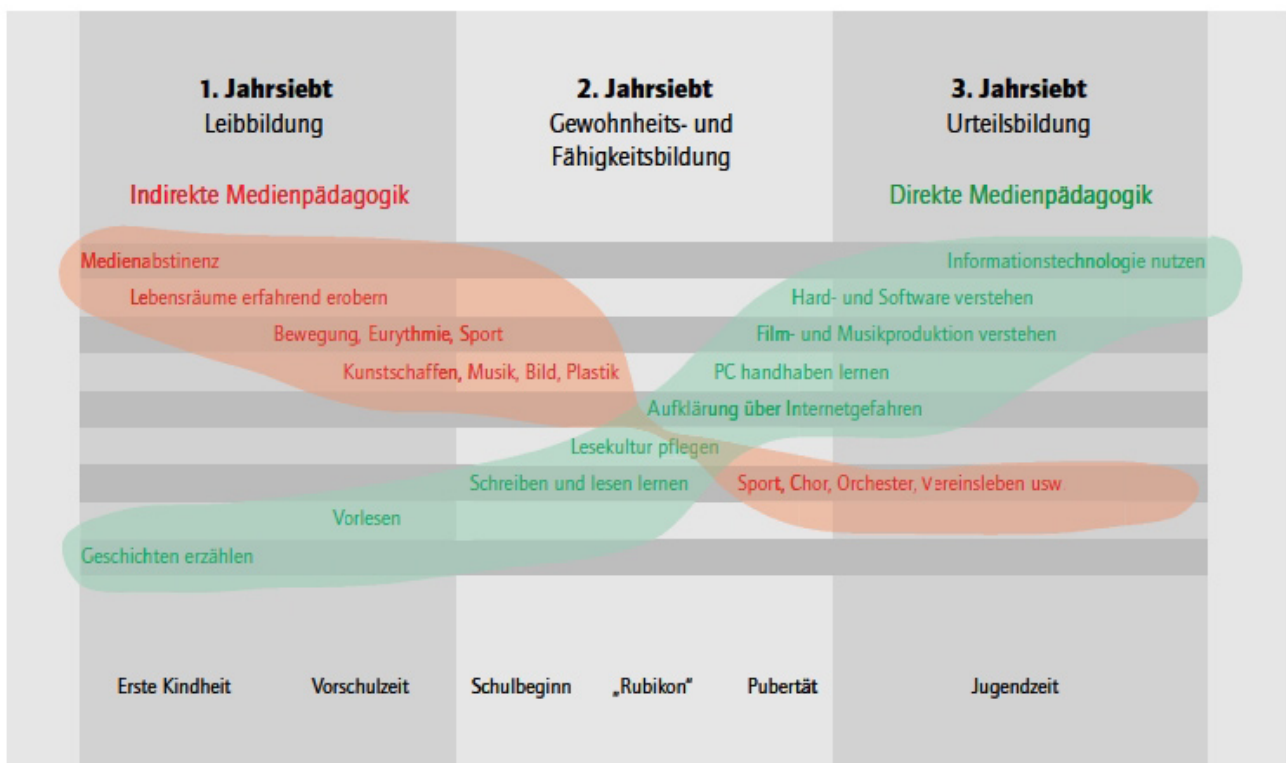 1. Jahrsiebt
Leibbildung
2. Jahrsiebt
Gewohnheits- und
Fähigkeitsbildung
3. Jahrsiebt
Urteilsbildung
Indirekte Medienpädagogik
Direkte Medienpädagogik
Medienabstinenz
Informationstechnologie nutzen
Lebensräume erfahrend erobern
Hard- und Software verstehen
Bewegung, Eurythmie, Sport
Film- und Musikproduktion verstehen
Kunstschaffen, Musik, Bild, Plastik
PC handhaben lernen
Aufklärung über Internetgefahren
Lesekultur pflegen
Schreiben und lesen lernen
Sport, Chor, Orchester, Vereinsleben usw.
Vorlesen
Geschichten erzählen
Erste Kindheit
Vorschulzeit
Schulbeginn
„Rubikon“
Pubertät
Jugendzeit